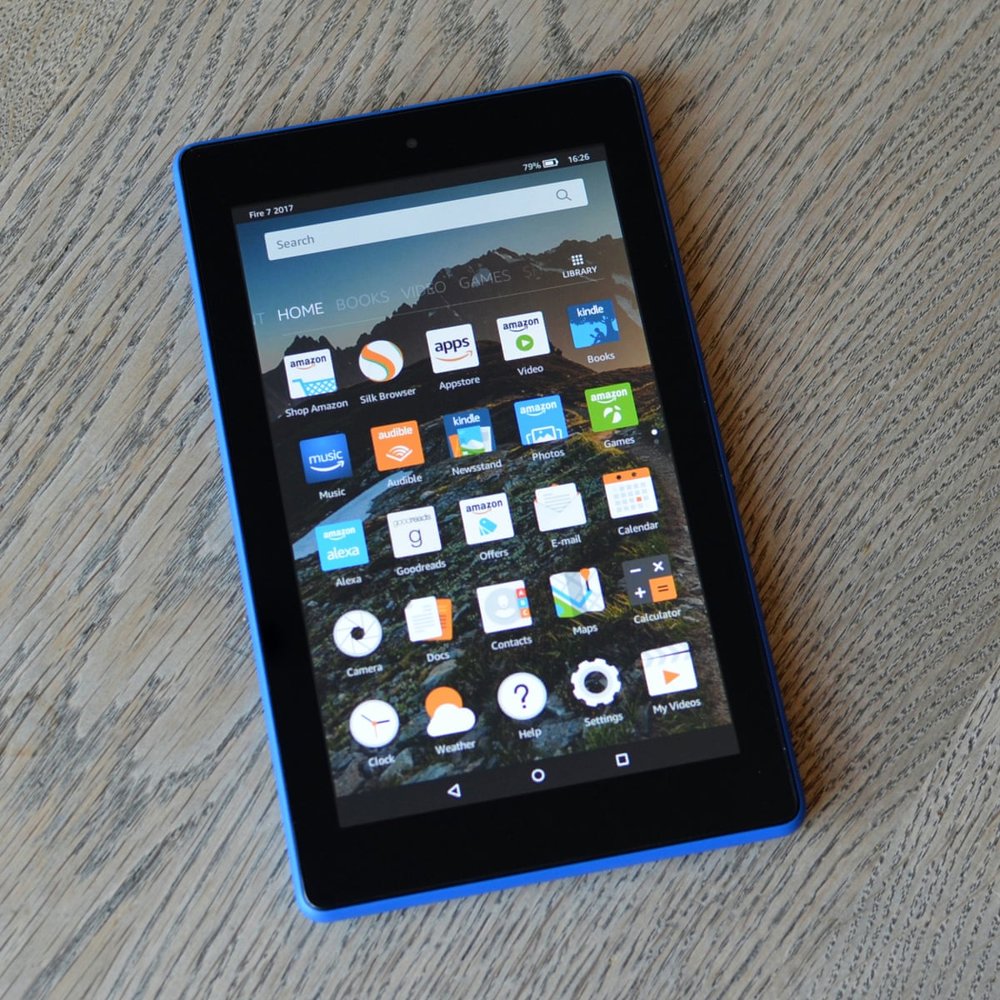 Fire 7 2017
79% 16:26
Search
NT HOME BOOKS VIDEO GAMES
LIBRARY
amazon
Shop Amazon
Silk Browser
apps
Appstore
amazon
Video
kindle
Books
music
Music
audible
Audible
kindle
Newsstand
amazon
Photos
amazon
Games
amazon
alexa
Alexa
goodreads
g
Goodreads
amazon
Offers
E-mail
Calendar
Camera
Docs
A
B
C
Contacts
Maps
− ×
+ =
Calculator
Clock
Weather
?
Help
Settings
My Videos